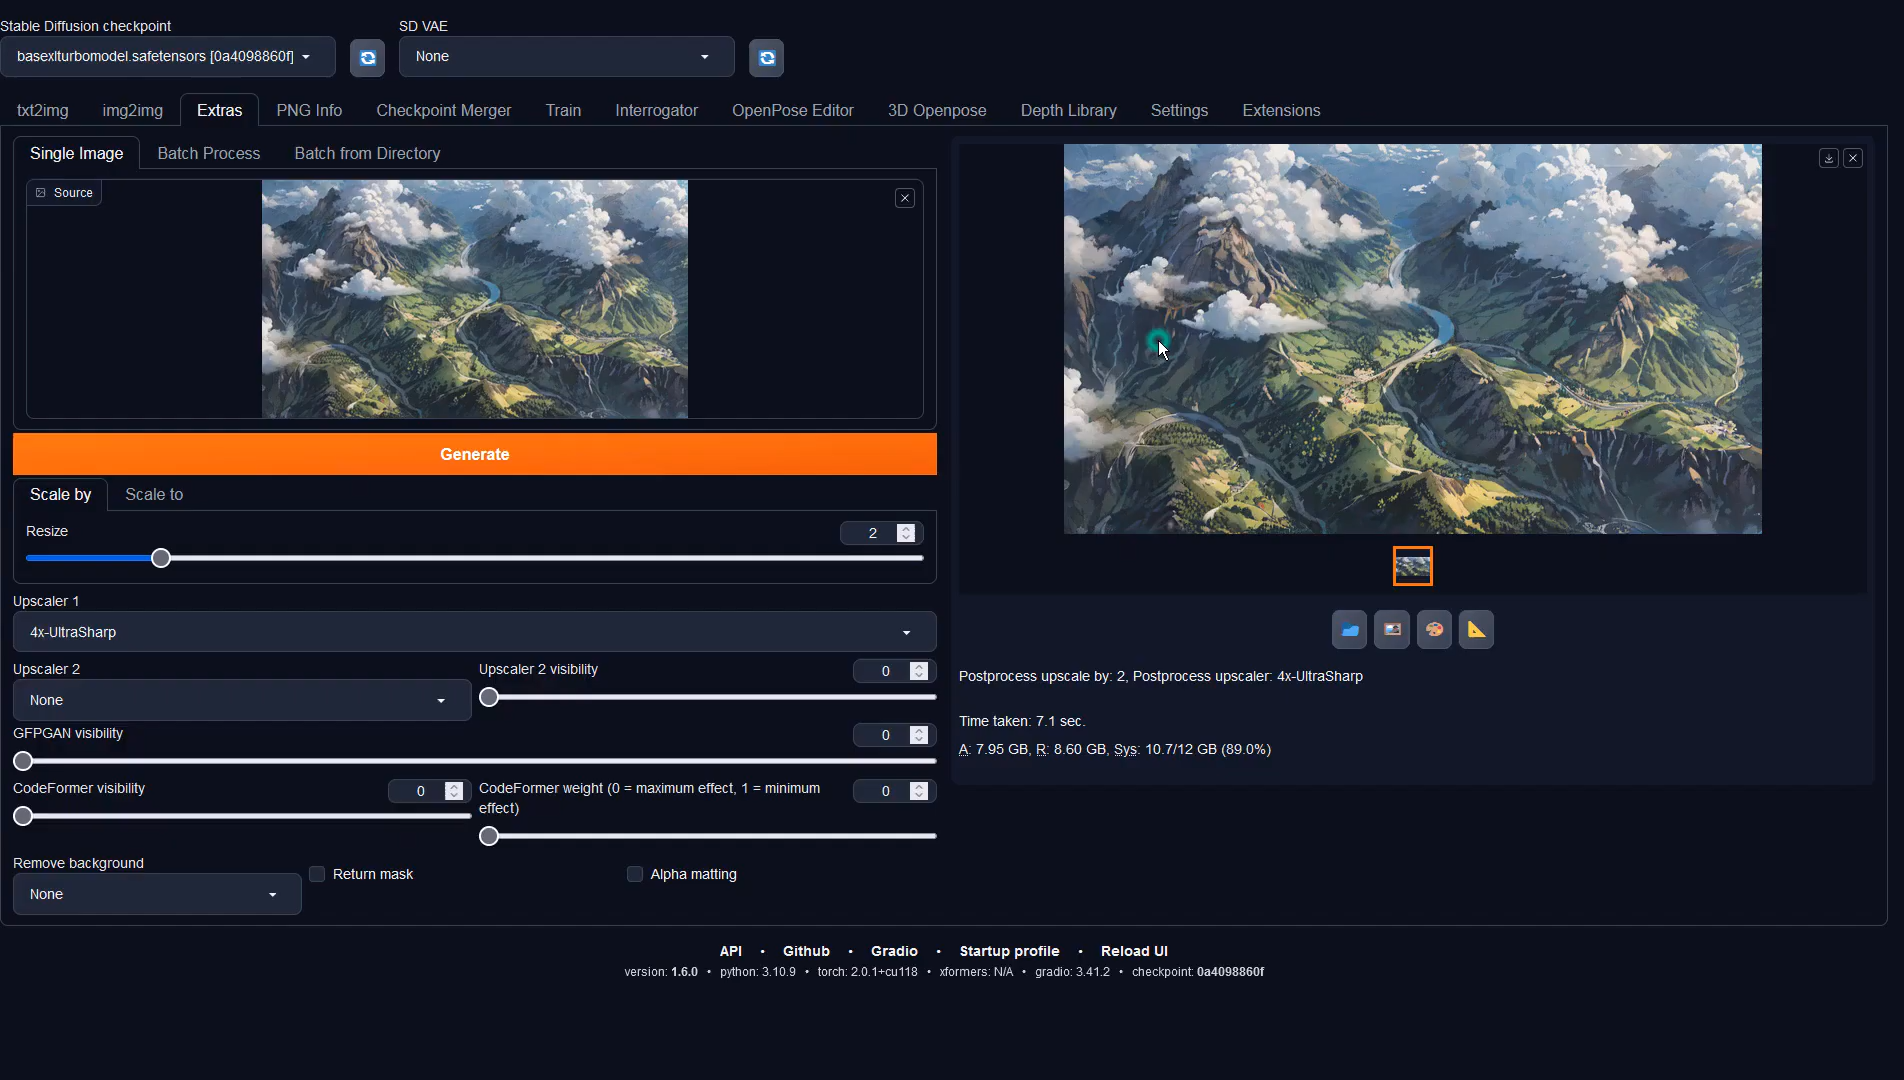 Stable Diffusion checkpoint
SD VAE
basexlturbomodel.safetensors [0a4098860f]
None
txt2img
img2img
Extras
PNG Info
Checkpoint Merger
Train
Interrogator
OpenPose Editor
3D Openpose
Depth Library
Settings
Extensions
Single Image
Batch Process
Batch from Directory
Source
Generate
Scale by
Scale to
Resize
2
Upscaler 1
4x-UltraSharp
Upscaler 2
None
Upscaler 2 visibility
0
GFPGAN visibility
0
CodeFormer visibility
0
CodeFormer weight (0 = maximum effect, 1 = minimum
effect)
0
Remove background
None
Return mask
Alpha matting
Postprocess upscale by: 2, Postprocess upscaler: 4x-UltraSharp
Time taken: 7.1 sec.
A: 7.95 GB, R: 8.60 GB, Sys: 10.7/12 GB (89.0%)
API • Github • Gradio • Startup profile • Reload UI
version: 1.6.0 • python: 3.10.9 • torch: 2.0.1+cu118 • xformers: N/A • gradio: 3.41.2 • checkpoint: 0a4098860f